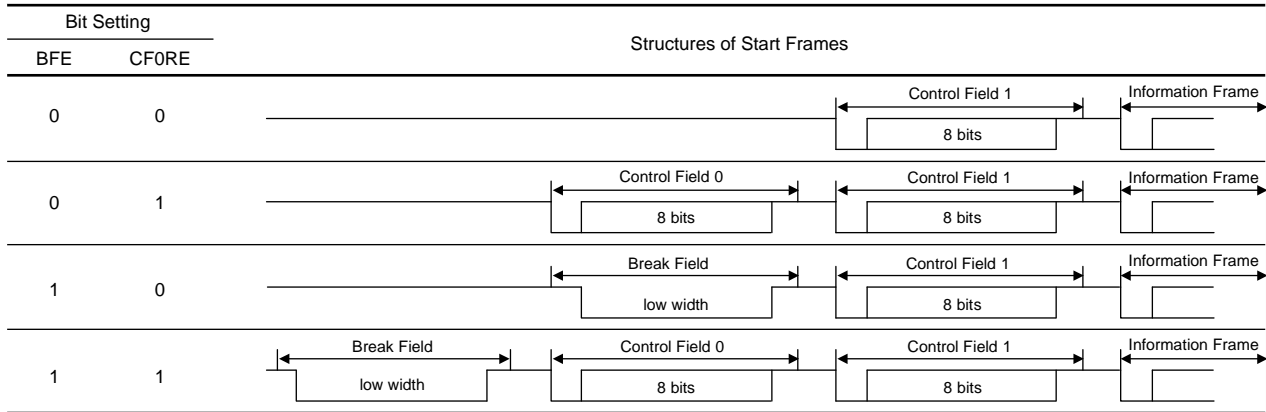 Bit Setting
Structures of Start Frames
BFE CF0RE
0 0
Control Field 1 Information Frame
8 bits
0 1
Control Field 0 Control Field 1 Information Frame
8 bits 8 bits
1 0
Break Field Control Field 1 Information Frame
low width 8 bits
1 1
Break Field Control Field 0 Control Field 1 Information Frame
low width 8 bits 8 bits